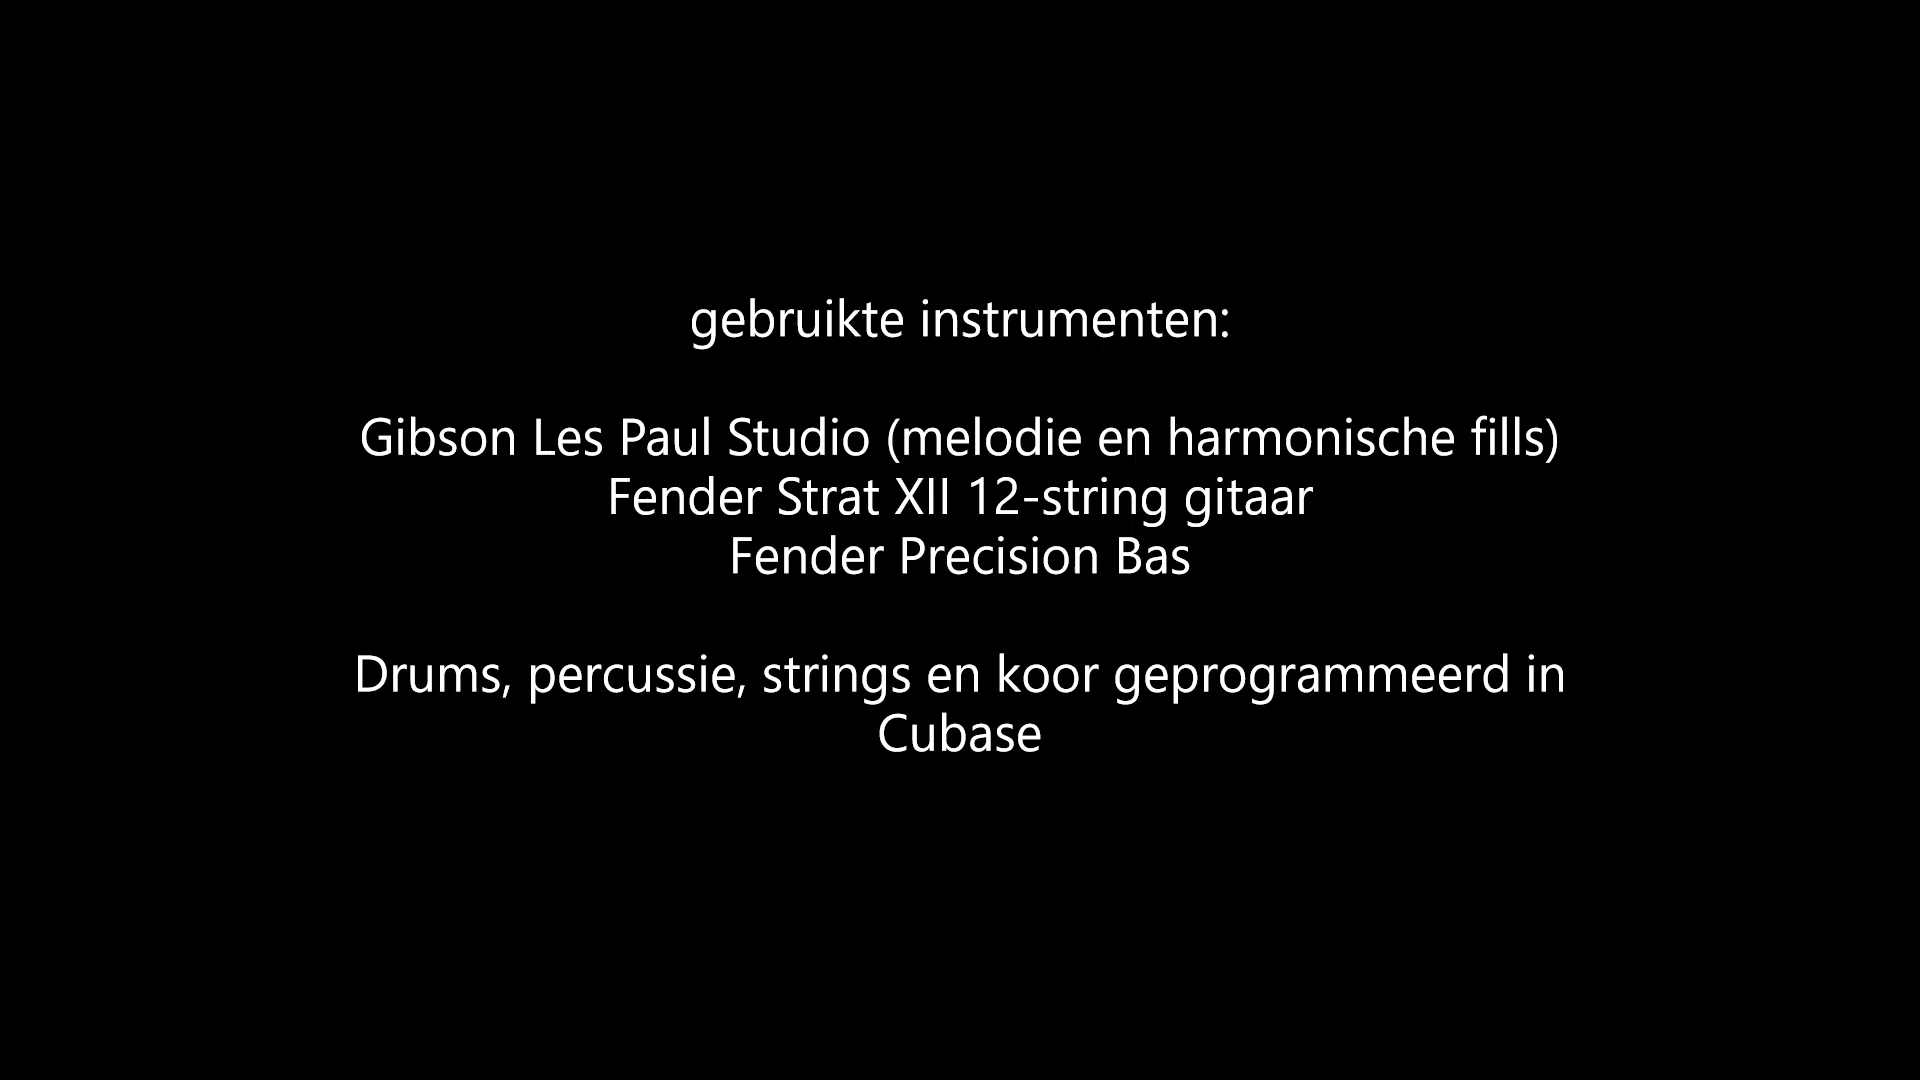 gebruikte instrumenten:
Gibson Les Paul Studio (melodie en harmonische fills)
Fender Strat XII 12-string gitaar
Fender Precision Bas
Drums, percussie, strings en koor geprogrammeerd in
Cubase